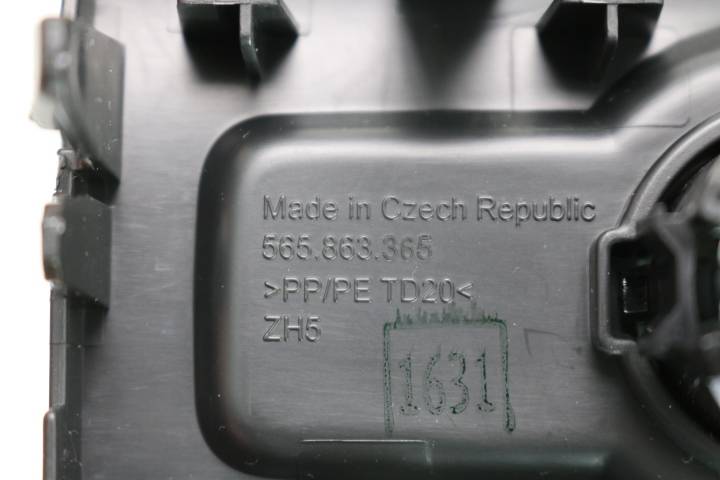 Made in Czech Republic
565.863.365
>PP/PE TD20<
ZH5
1631